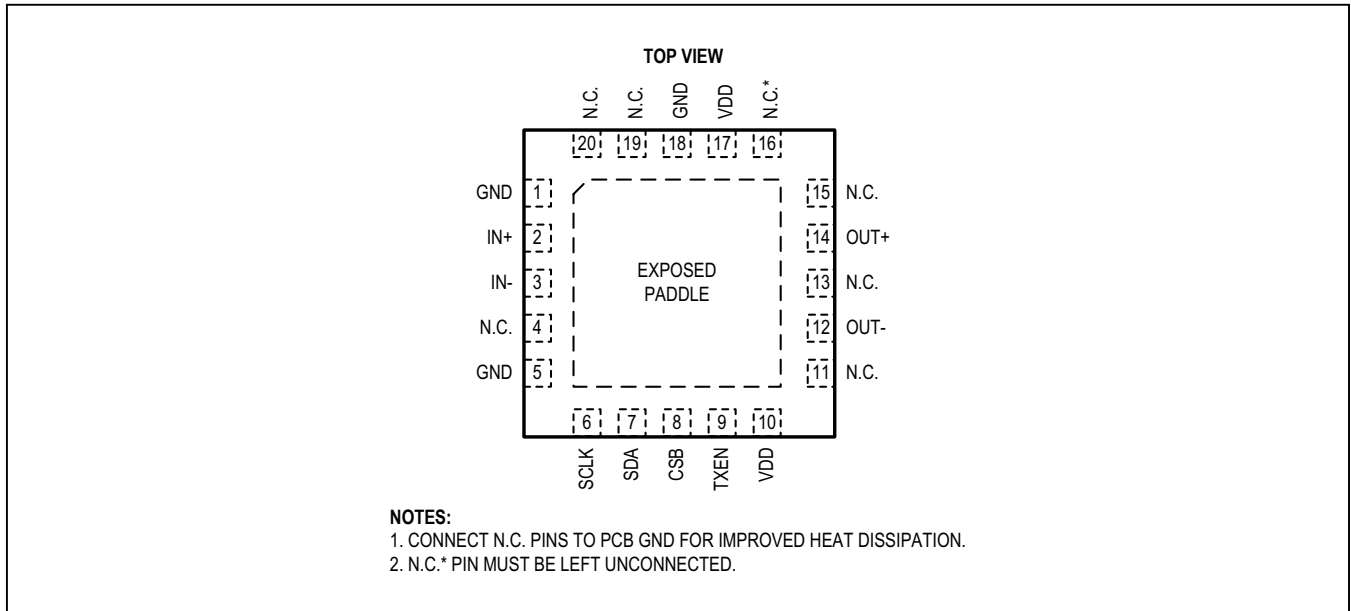 TOP VIEW
N.C.
N.C.
GND
VDD
N.C.*
20
19
18
17
16
GND 1
15 N.C.
IN+ 2
14 OUT+
EXPOSED
PADDLE
IN- 3
13 N.C.
N.C. 4
12 OUT-
GND 5
11 N.C.
6
7
8
9
10
SCLK
SDA
CSB
TXEN
VDD
NOTES:
1. CONNECT N.C. PINS TO PCB GND FOR IMPROVED HEAT DISSIPATION.
2. N.C.* PIN MUST BE LEFT UNCONNECTED.